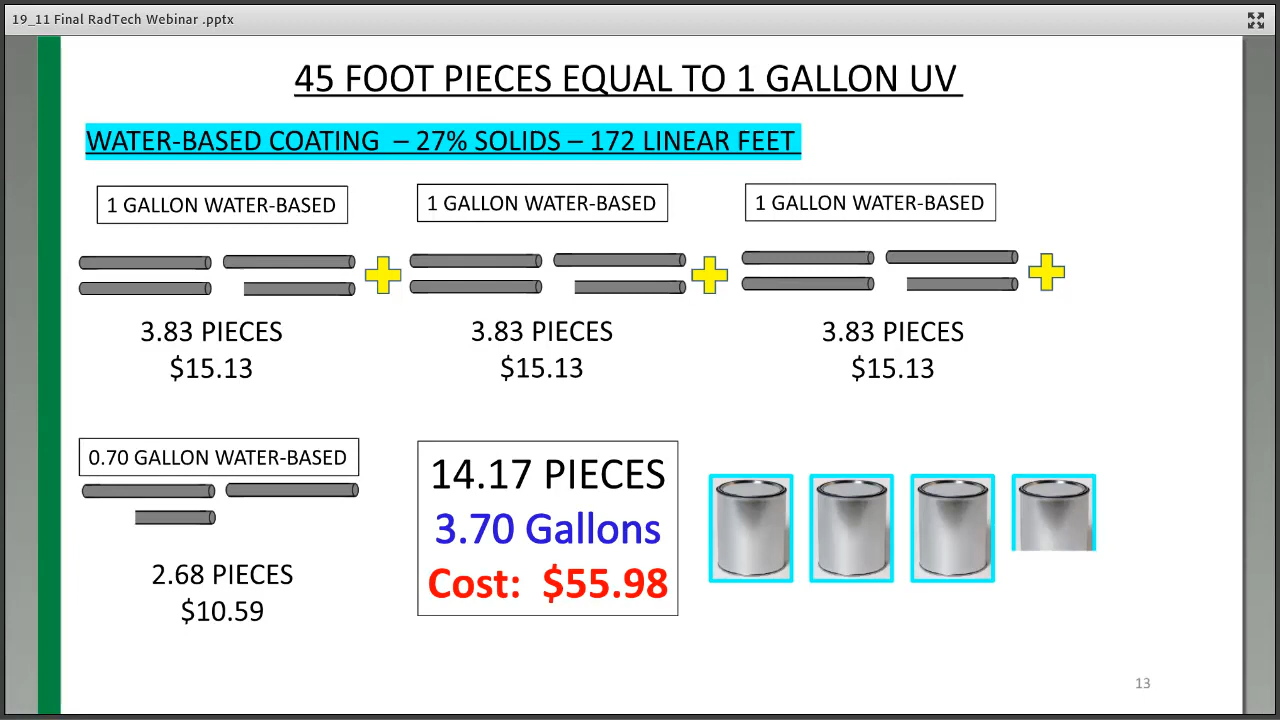 19_11 Final RadTech Webinar .pptx
45 FOOT PIECES EQUAL TO 1 GALLON UV
WATER-BASED COATING – 27% SOLIDS – 172 LINEAR FEET
1 GALLON WATER-BASED
3.83 PIECES
$15.13
1 GALLON WATER-BASED
3.83 PIECES
$15.13
1 GALLON WATER-BASED
3.83 PIECES
$15.13
0.70 GALLON WATER-BASED
2.68 PIECES
$10.59
14.17 PIECES
3.70 Gallons
Cost: $55.98
13